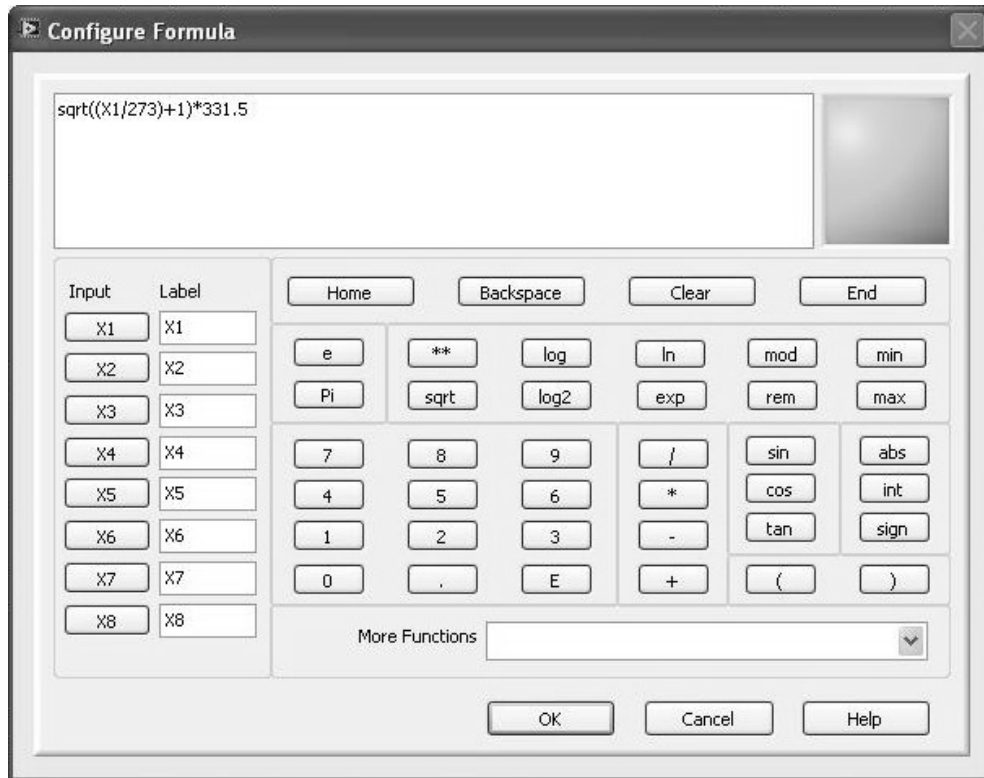 Configure Formula
sqrt((X1/273)+1)*331.5
Input Label
X1 X1
X2 X2
X3 X3
X4 X4
X5 X5
X6 X6
X7 X7
X8 X8
Home Backspace Clear End
e ** log ln mod min
Pi sqrt log2 exp rem max
7 8 9 / sin abs
4 5 6 * cos int
1 2 3 - tan sign
0 . E + ( )
More Functions
OK Cancel Help